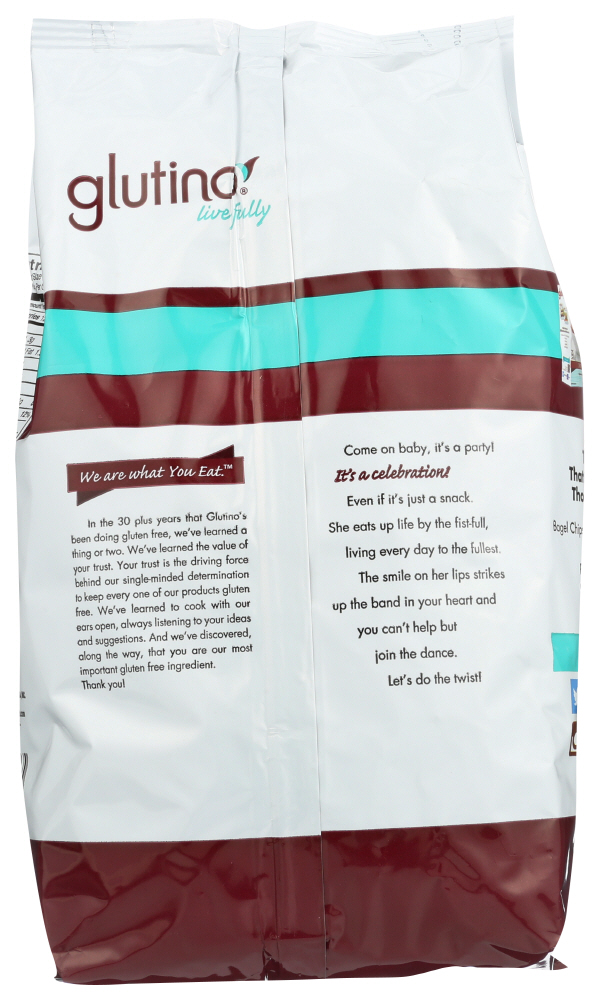 glutino®
live fully
We are what You Eat.™
In the 30 plus years that Glutino's
been doing gluten free, we've learned a
thing or two. We've learned the value of
your trust. Your trust is the driving force
behind our single-minded determination
to keep every one of our products gluten
free. We've learned to cook with our
ears open, always listening to your ideas
and suggestions. And we've discovered,
along the way, that you are our most
important gluten free ingredient.
Thank you!
Come on baby, it's a party!
It's a celebration!
Even if it's just a snack.
She eats up life by the fist-full,
living every day to the fullest.
The smile on her lips strikes
up the band in your heart and
you can't help but
join the dance.
Let's do the twist!
Bagel Chip